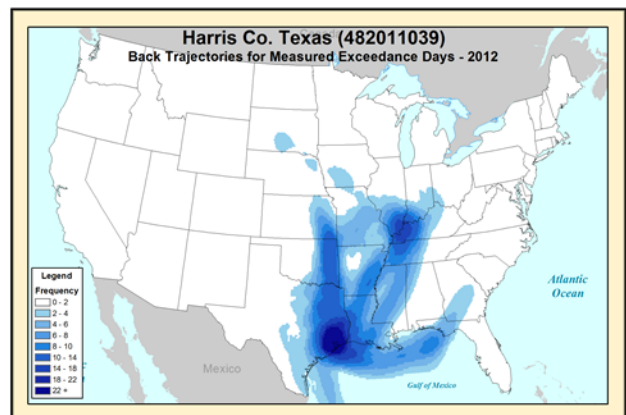 Harris Co. Texas (482011039)
Back Trajectories for Measured Exceedance Days - 2012
Atlantic
Ocean
Legend
Frequency
0 - 2
2 - 4
4 - 6
6 - 8
8 - 10
10 - 14
14 - 18
18 - 22
22 +
Mexico
Gulf of Mexico